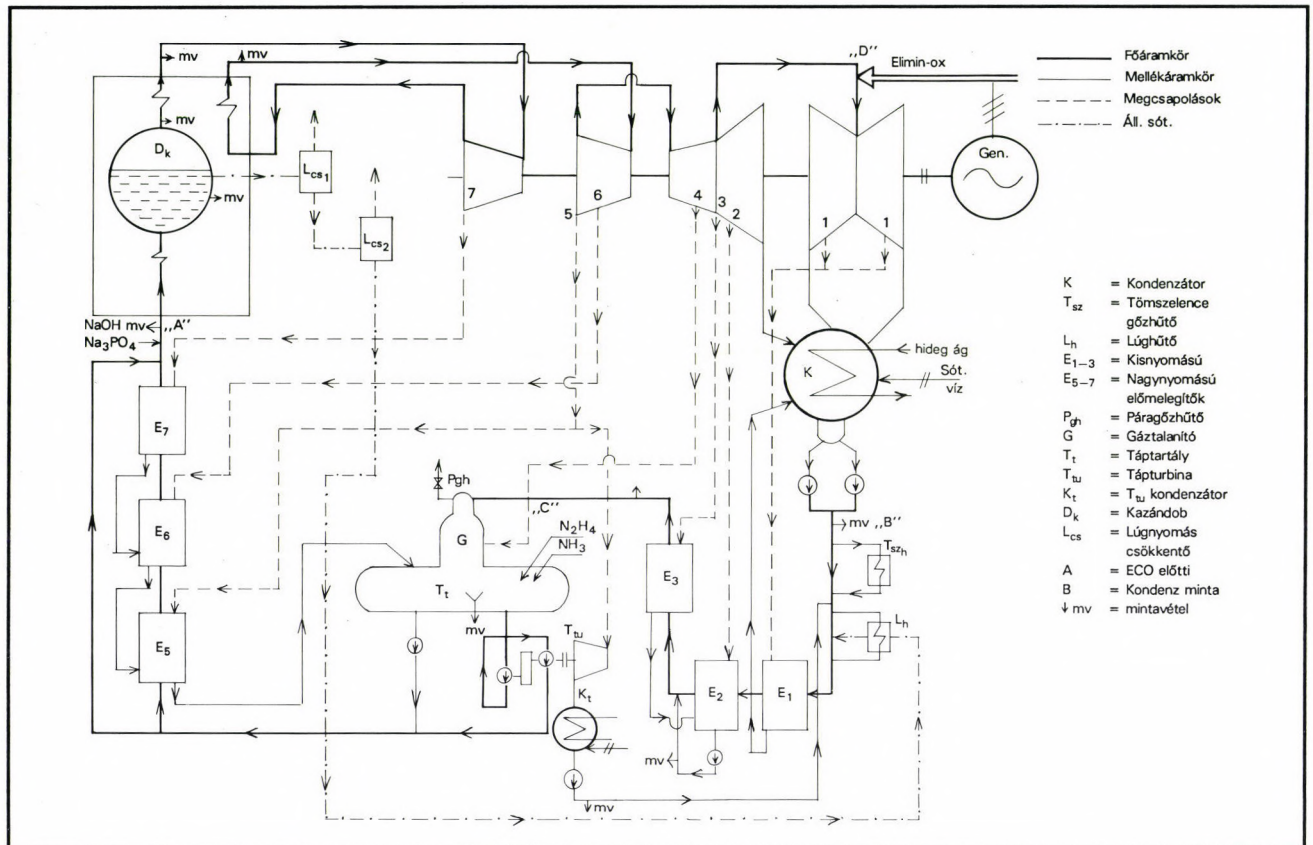 mv
mv
„D”
Elimin-ox
Főáramkör
Mellékáramkör
Megcsapolások
Áll. sót.
mv
Dk
mv
Lcs1
Lcs2
7
6
5
4
3
2
1
1
Gen.
NaOH mv „A”
Na3PO4
hideg ág
K
Sót.
víz
E7
E6
E5
Pgh
„C”
G
N2H4
NH3
Tt
mv
Ttu
Kt
E3
E2
E1
mv „B”
Tszh
Lh
mv
mv
K = Kondenzátor
Tsz = Tömszelence
gőzhűtő
Lh = Lúghűtő
E1–3 = Kisnyomású
E5–7 = Nagynyomású
előmelegítők
Pgh = Páragőzhűtő
G = Gáztalanító
Tt = Táptartály
Ttu = Tápturbina
Kt = Ttu kondenzátor
Dk = Kazándob
Lcs = Lúgnyomás
csökkentő
A = ECO előtti
B = Kondenz minta
↓ mv = mintavétel